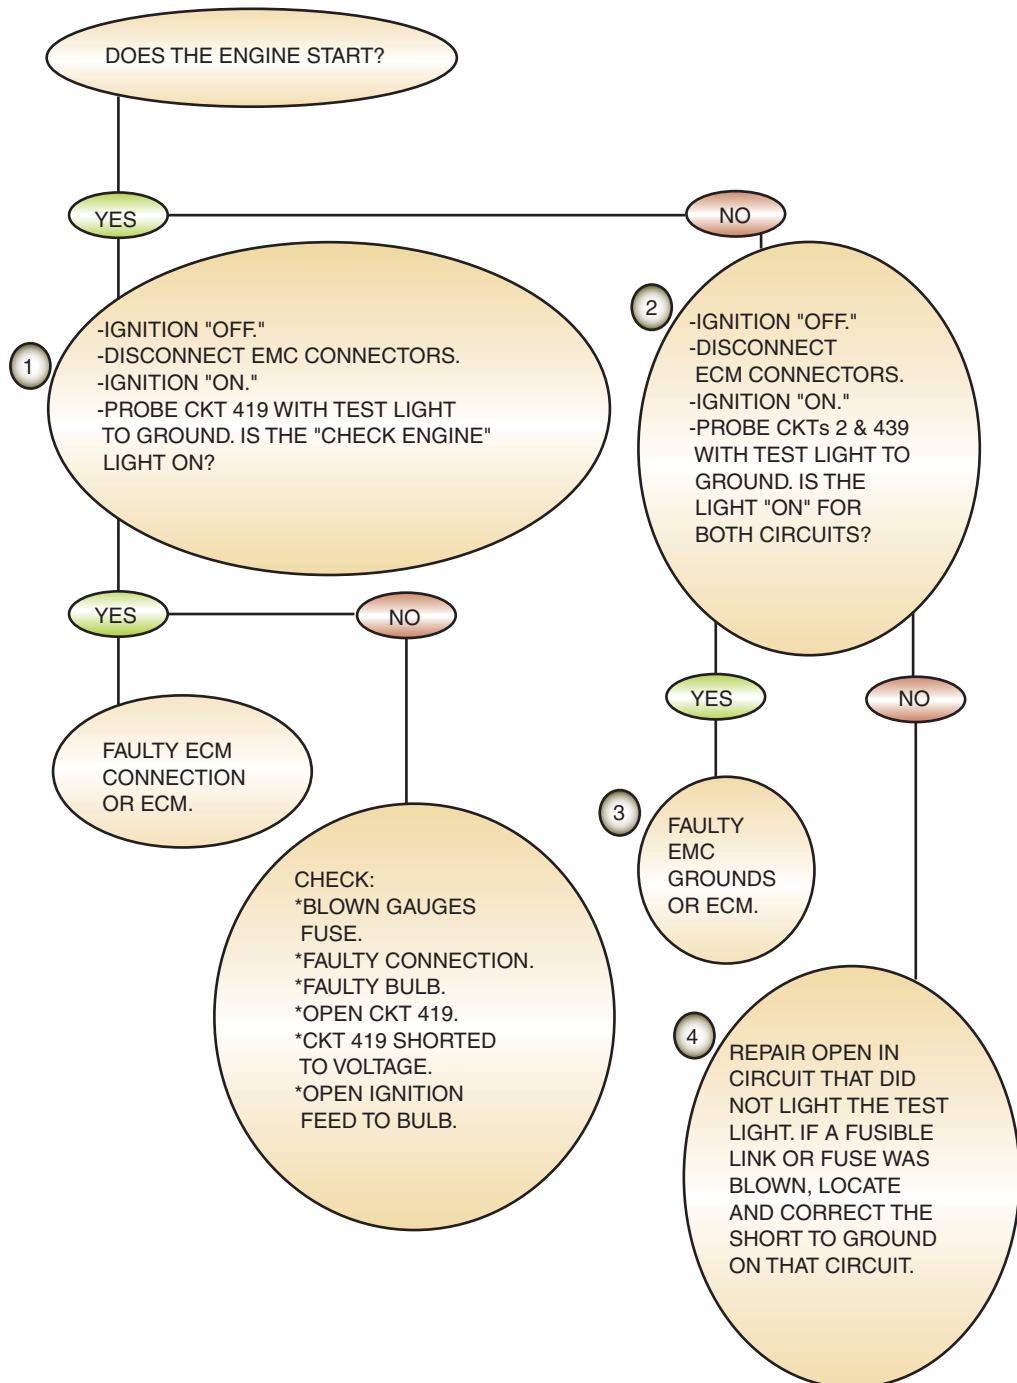 DOES THE ENGINE START?
YES
NO
1
-IGNITION "OFF."
-DISCONNECT EMC CONNECTORS.
-IGNITION "ON."
-PROBE CKT 419 WITH TEST LIGHT
TO GROUND. IS THE "CHECK ENGINE"
LIGHT ON?
2
-IGNITION "OFF."
-DISCONNECT
ECM CONNECTORS.
-IGNITION "ON."
-PROBE CKTs 2 & 439
WITH TEST LIGHT TO
GROUND. IS THE
LIGHT "ON" FOR
BOTH CIRCUITS?
YES
NO
YES
NO
FAULTY ECM
CONNECTION
OR ECM.
CHECK:
*BLOWN GAUGES
FUSE.
*FAULTY CONNECTION.
*FAULTY BULB.
*OPEN CKT 419.
*CKT 419 SHORTED
TO VOLTAGE.
*OPEN IGNITION
FEED TO BULB.
3
FAULTY
EMC
GROUNDS
OR ECM.
4
REPAIR OPEN IN
CIRCUIT THAT DID
NOT LIGHT THE TEST
LIGHT. IF A FUSIBLE
LINK OR FUSE WAS
BLOWN, LOCATE
AND CORRECT THE
SHORT TO GROUND
ON THAT CIRCUIT.